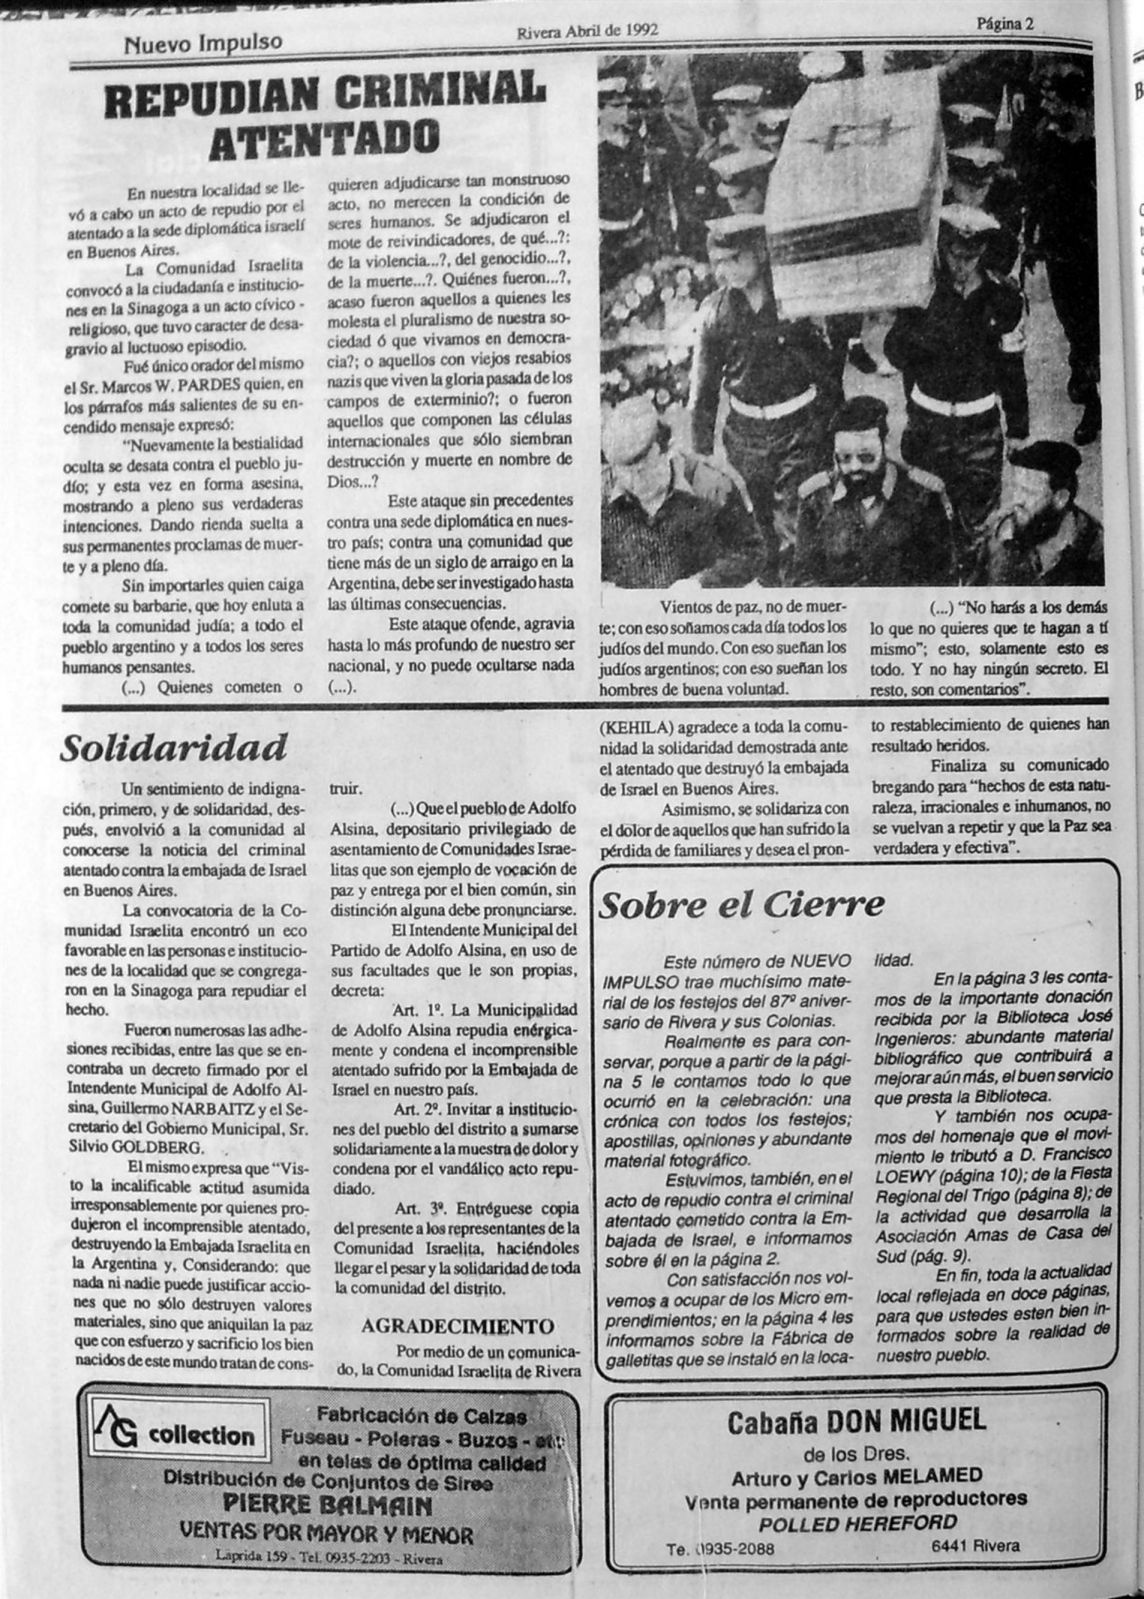 Nuevo Impulso
Rivera Abril de 1992
Página 2
REPUDIAN CRIMINAL
ATENTADO
En nuestra localidad se lle-
vó a cabo un acto de repudio por el
atentado a la sede diplomática israelí
en Buenos Aires.
La Comunidad Israelita
convocó a la ciudadanía e institucio-
nes en la Sinagoga a un acto cívico -
religioso, que tuvo caracter de desa-
gravio al luctuoso episodio.
Fué único orador del mismo
el Sr. Marcos W. PARDES quien, en
los párrafos más salientes de su en-
cendido mensaje expresó:
“Nuevamente la bestialidad
oculta se desata contra el pueblo ju-
dío; y esta vez en forma asesina,
mostrando a pleno sus verdaderas
intenciones. Dando rienda suelta a
sus permanentes proclamas de muer-
te y a pleno día.
Sin importarles quien caiga
comete su barbarie, que hoy enluta a
toda la comunidad judía; a todo el
pueblo argentino y a todos los seres
humanos pensantes.
(...) Quienes cometen o
quieren adjudicarse tan monstruoso
acto, no merecen la condición de
seres humanos. Se adjudicaron el
mote de reivindicadores, de qué...?:
de la violencia...?, del genocidio...?,
de la muerte...?. Quiénes fueron...?,
acaso fueron aquellos a quienes les
molesta el pluralismo de nuestra so-
ciedad ó que vivamos en democra-
cia?; o aquellos con viejos resabios
nazis que viven la gloria pasada de los
campos de exterminio?; o fueron
aquellos que componen las células
internacionales que sólo siembran
destrucción y muerte en nombre de
Dios...?
Este ataque sin precedentes
contra una sede diplomática en nues-
tro país; contra una comunidad que
tiene más de un siglo de arraigo en la
Argentina, debe ser investigado hasta
las últimas consecuencias.
Este ataque ofende, agravia
hasta lo más profundo de nuestro ser
nacional, y no puede ocultarse nada
(...).
Vientos de paz, no de muer-
te; con eso soñamos cada día todos los
judíos del mundo. Con eso sueñan los
judíos argentinos; con eso sueñan los
hombres de buena voluntad.
(...) “No harás a los demás
lo que no quieres que te hagan a tí
mismo”; esto, solamente esto es
todo. Y no hay ningún secreto. El
resto, son comentarios”.
Solidaridad
Un sentimiento de indigna-
ción, primero, y de solidaridad, des-
pués, envolvió a la comunidad al
conocerse la noticia del criminal
atentado contra la embajada de Israel
en Buenos Aires.
La convocatoria de la Co-
munidad Israelita encontró un eco
favorable en las personas e institucio-
nes de la localidad que se congrega-
ron en la Sinagoga para repudiar el
hecho.
Fueron numerosas las adhe-
siones recibidas, entre las que se en-
contraba un decreto firmado por el
Intendente Municipal de Adolfo Al-
sina, Guillermo NARBAITZ y el Se-
cretario del Gobierno Municipal, Sr.
Silvio GOLDBERG.
El mismo expresa que “Vis-
to la incalificable actitud asumida
irresponsablemente por quienes pro-
dujeron el incomprensible atentado,
destruyendo la Embajada Israelita en
la Argentina y, Considerando: que
nada ni nadie puede justificar accio-
nes que no sólo destruyen valores
materiales, sino que aniquilan la paz
que con esfuerzo y sacrificio los bien
nacidos de este mundo tratan de cons-
truir.
(...) Que el pueblo de Adolfo
Alsina, depositario privilegiado de
asentamiento de Comunidades Israe-
litas que son ejemplo de vocación de
paz y entrega por el bien común, sin
distinción alguna debe pronunciarse.
El Intendente Municipal del
Partido de Adolfo Alsina, en uso de
sus facultades que le son propias,
decreta:
Art. 1º. La Municipalidad
de Adolfo Alsina repudia enérgica-
mente y condena el incomprensible
atentado sufrido por la Embajada de
Israel en nuestro país.
Art. 2º. Invitar a institucio-
nes del pueblo del distrito a sumarse
solidariamente a la muestra de dolor y
condena por el vandálico acto repu-
diado.
Art. 3º. Entréguese copia
del presente a los representantes de la
Comunidad Israelita, haciéndoles
llegar el pesar y la solidaridad de toda
la comunidad del distrito.
AGRADECIMIENTO
Por medio de un comunica-
do, la Comunidad Israelita de Rivera
(KEHILA) agradece a toda la comu-
nidad la solidaridad demostrada ante
el atentado que destruyó la embajada
de Israel en Buenos Aires.
Asimismo, se solidariza con
el dolor de aquellos que han sufrido la
pérdida de familiares y desea el pron-
to restablecimiento de quienes han
resultado heridos.
Finaliza su comunicado
bregando para “hechos de esta natu-
raleza, irracionales e inhumanos, no
se vuelvan a repetir y que la Paz sea
verdadera y efectiva”.
Sobre el Cierre
Este número de NUEVO
IMPULSO trae muchísimo mate-
rial de los festejos del 87º aniver-
sario de Rivera y sus Colonias.
Realmente es para con-
servar, porque a partir de la pági-
na 5 le contamos todo lo que
ocurrió en la celebración: una
crónica con todos los festejos;
apostillas, opiniones y abundante
material fotográfico.
Estuvimos, también, en el
acto de repudio contra el criminal
atentado cometido contra la Em-
bajada de Israel, e informamos
sobre él en la página 2.
Con satisfacción nos vol-
vemos a ocupar de los Micro em-
prendimientos; en la página 4 les
informamos sobre la Fábrica de
galletitas que se instaló en la loca-
lidad.
En la página 3 les conta-
mos de la importante donación
recibida por la Biblioteca José
Ingenieros: abundante material
bibliográfico que contribuirá a
mejorar aún más, el buen servicio
que presta la Biblioteca.
Y también nos ocupa-
mos del homenaje que el movi-
miento le tributó a D. Francisco
LOEWY (página 10); de la Fiesta
Regional del Trigo (página 8); de
la actividad que desarrolla la
Asociación Amas de Casa del
Sud (pág. 9).
En fin, toda la actualidad
local reflejada en doce páginas,
para que ustedes esten bien in-
formados sobre la realidad de
nuestro pueblo.
AG collection
Fabricación de Calzas
Fuseau - Poleras - Buzos - etc
en telas de óptima calidad
Distribución de Conjuntos de Siree
PIERRE BALMAIN
VENTAS POR MAYOR Y MENOR
Laprida 159 - Tel. 0935-2203 - Rivera
Cabaña DON MIGUEL
de los Dres.
Arturo y Carlos MELAMED
Venta permanente de reproductores
POLLED HEREFORD
Te. 0935-2088
6441 Rivera